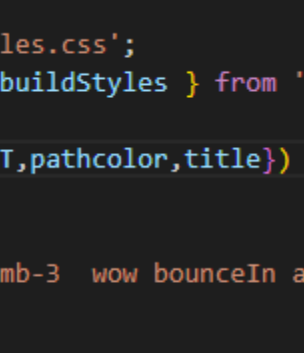 les.css';
buildStyles } from '
T,pathcolor,title})
mb-3  wow bounceIn a